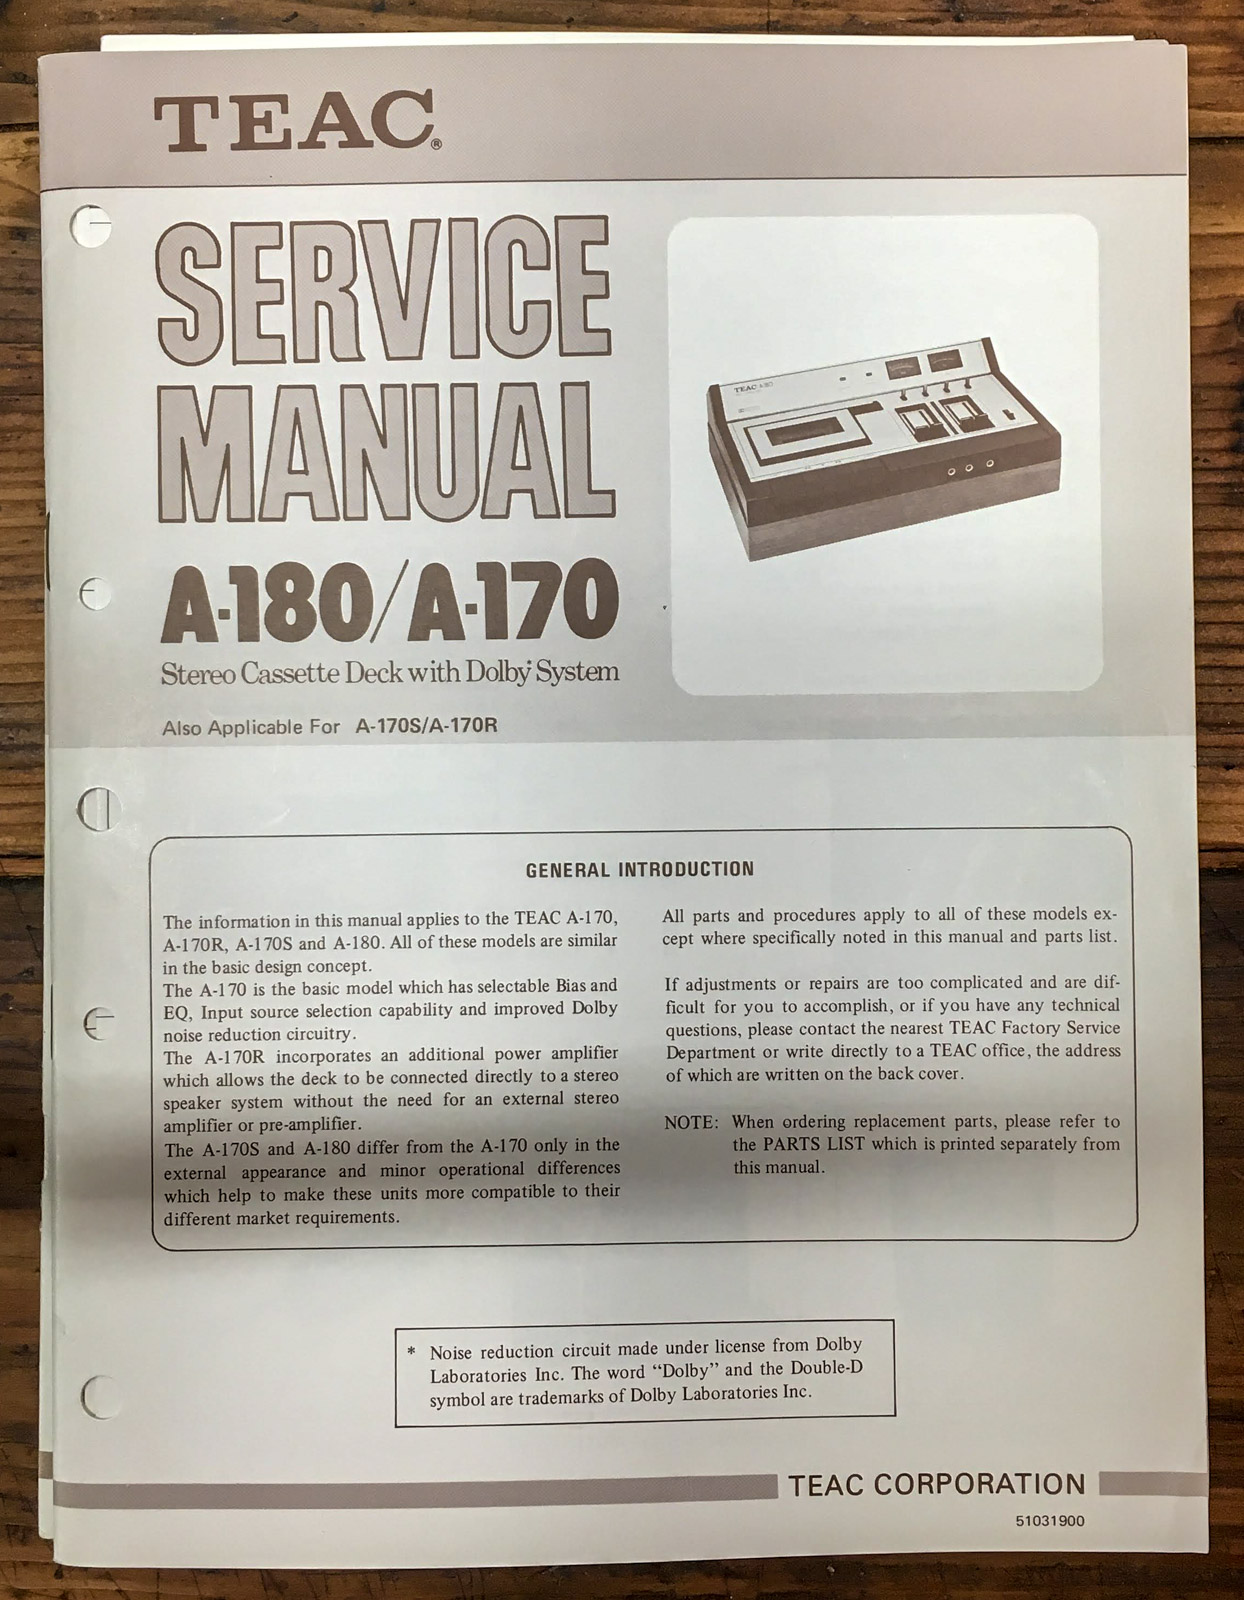 TEAC®
SERVICE
MANUAL
A-180/A-170
Stereo Cassette Deck with Dolby* System
Also Applicable For A-170S/A-170R
TEAC
GENERAL INTRODUCTION
The information in this manual applies to the TEAC A-170,
A-170R, A-170S and A-180. All of these models are similar
in the basic design concept.
The A-170 is the basic model which has selectable Bias and
EQ, Input source selection capability and improved Dolby
noise reduction circuitry.
The A-170R incorporates an additional power amplifier
which allows the deck to be connected directly to a stereo
speaker system without the need for an external stereo
amplifier or pre-amplifier.
The A-170S and A-180 differ from the A-170 only in the
external appearance and minor operational differences
which help to make these units more compatible to their
different market requirements.
All parts and procedures apply to all of these models ex-
cept where specifically noted in this manual and parts list.
If adjustments or repairs are too complicated and are dif-
ficult for you to accomplish, or if you have any technical
questions, please contact the nearest TEAC Factory Service
Department or write directly to a TEAC office, the address
of which are written on the back cover.
NOTE: When ordering replacement parts, please refer to
the PARTS LIST which is printed separately from
this manual.
* Noise reduction circuit made under license from Dolby
Laboratories Inc. The word “Dolby” and the Double-D
symbol are trademarks of Dolby Laboratories Inc.
TEAC CORPORATION
51031900